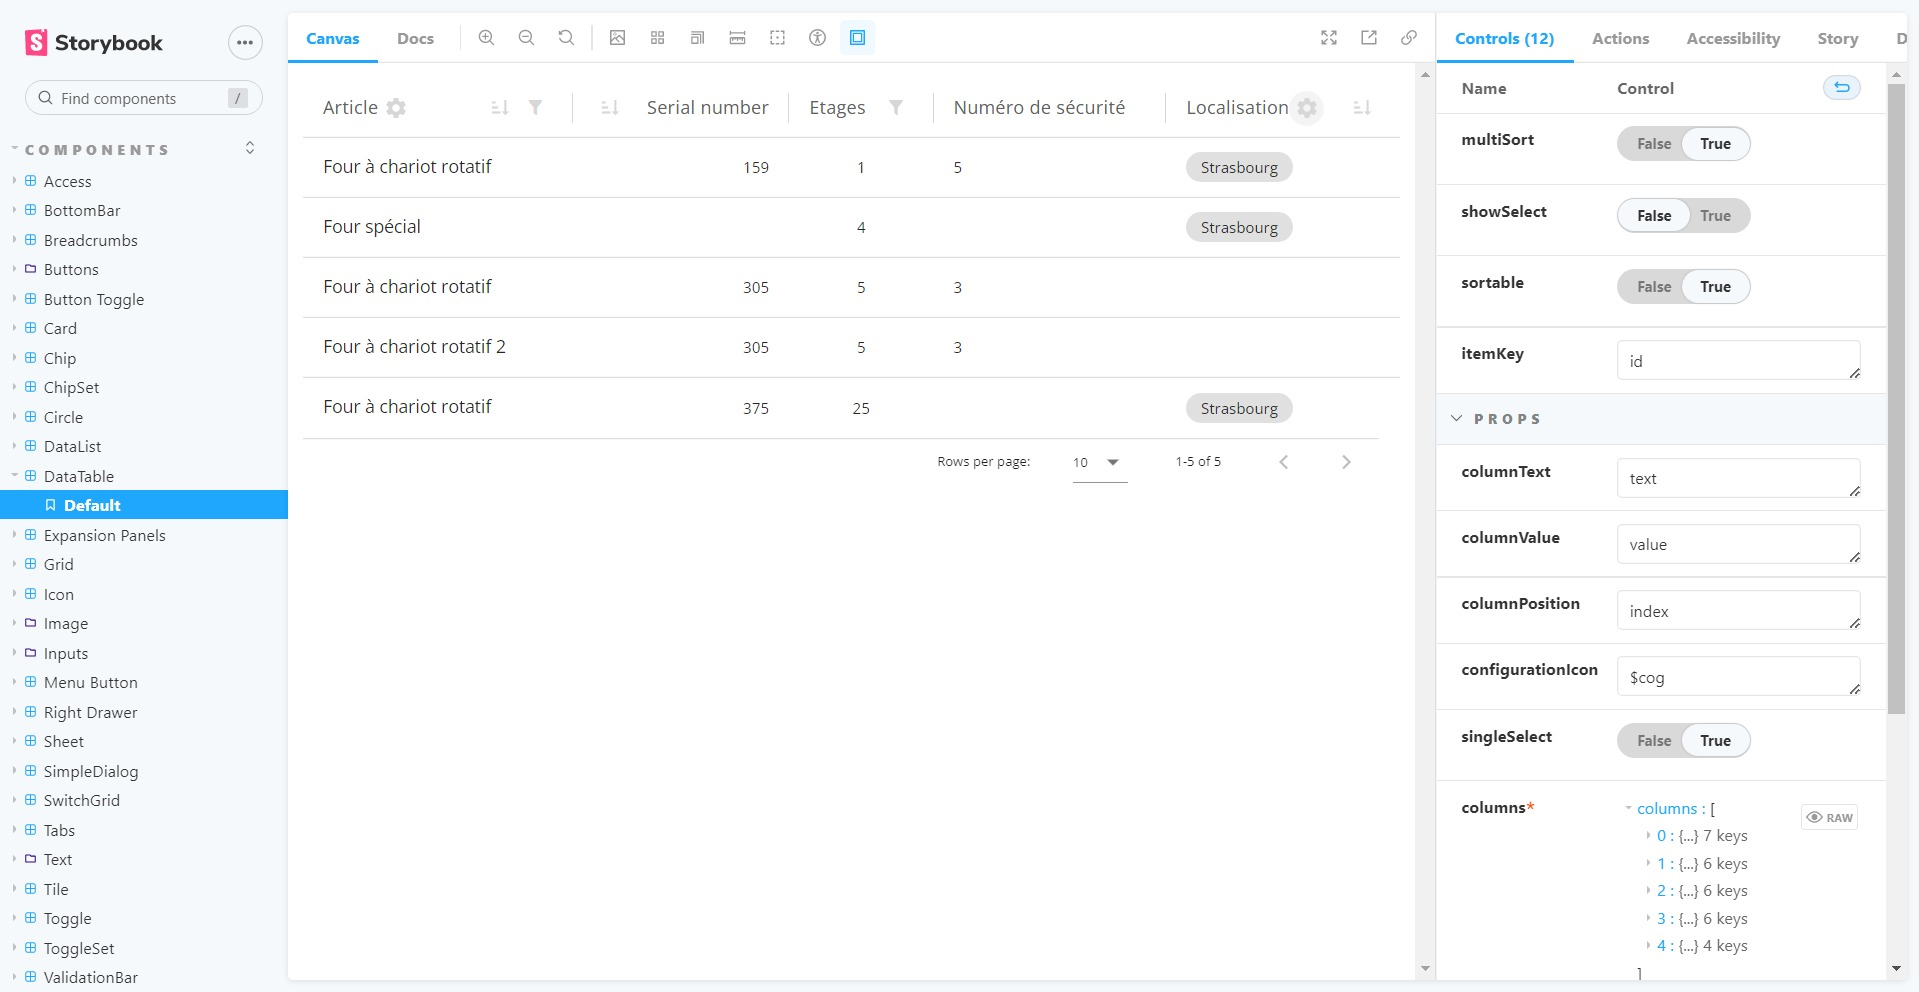 Storybook
Find components
/
COMPONENTS
Access
BottomBar
Breadcrumbs
Buttons
Button Toggle
Card
Chip
ChipSet
Circle
DataList
DataTable
Default
Expansion Panels
Grid
Icon
Image
Inputs
Menu Button
Right Drawer
Sheet
SimpleDialog
SwitchGrid
Tabs
Text
Tile
Toggle
ToggleSet
ValidationBar
Canvas Docs
Article Serial number Etages Numéro de sécurité Localisation
Four à chariot rotatif 159 1 5 Strasbourg
Four spécial 4 Strasbourg
Four à chariot rotatif 305 5 3
Four à chariot rotatif 2 305 5 3
Four à chariot rotatif 375 25 Strasbourg
Rows per page: 10 1-5 of 5
Controls (12) Actions Accessibility Story D
Name Control
multiSort False True
showSelect False True
sortable False True
itemKey id
PROPS
columnText text
columnValue value
columnPosition index
configurationIcon $cog
singleSelect False True
columns* columns : [ RAW
0 : {...} 7 keys
1 : {...} 6 keys
2 : {...} 6 keys
3 : {...} 6 keys
4 : {...} 4 keys
]